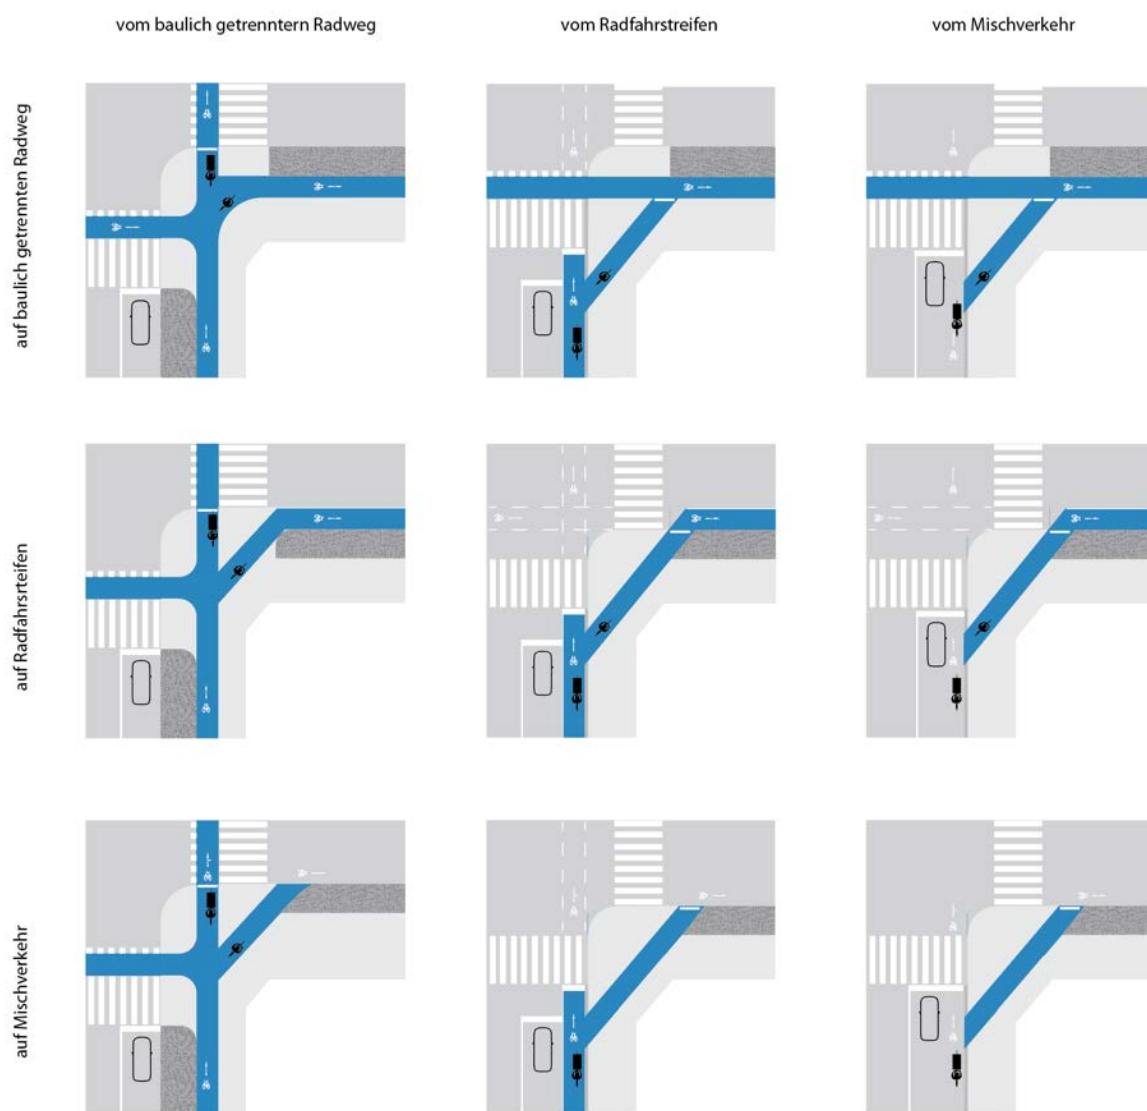 vom baulich getrenntern Radweg
vom Radfahrstreifen
vom Mischverkehr
auf baulich getrennten Radweg
auf Radfahrsrteifen
auf Mischverkehr